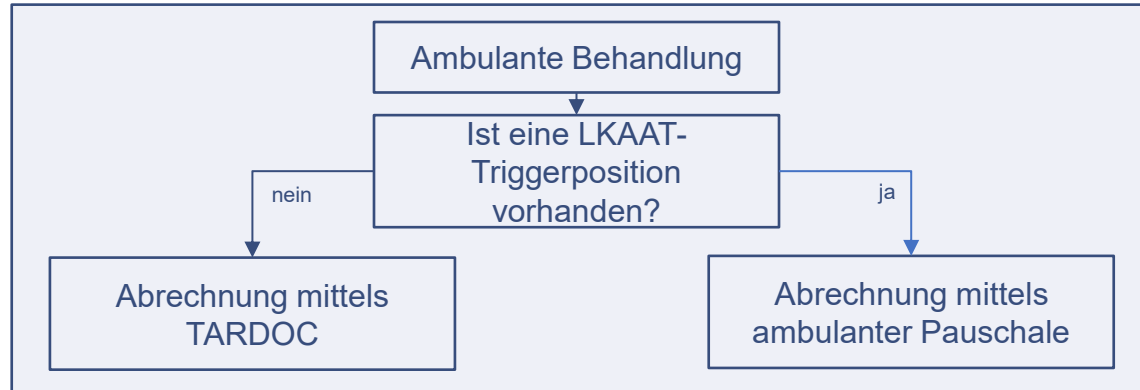 Ambulante Behandlung
Ist eine LKAAT-
Triggerposition
vorhanden?
nein
ja
Abrechnung mittels
TARDOC
Abrechnung mittels
ambulanter Pauschale